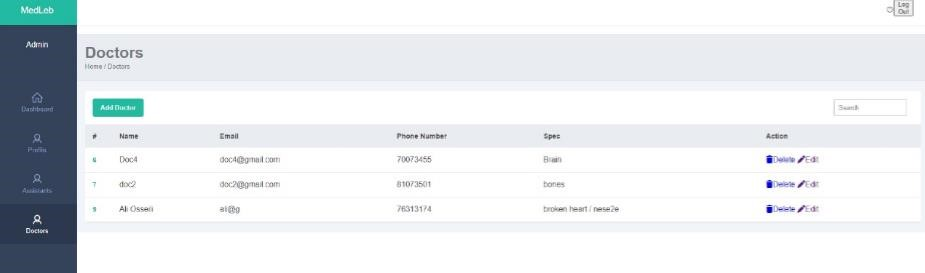 MedLab
Log Out
Admin
Doctors
Home / Doctors
Dashboard
Profile
Assistants
Doctors
Add Doctor
Search
# Name Email Phone Number Spec Action
6 Doc4 doc4@gmail.com 70073455 Brain Delete Edit
7 doc2 doc2@gmail.com 81073501 bones Delete Edit
9 Ali Osseili ali@g 76313174 broken heart / nese2e Delete Edit